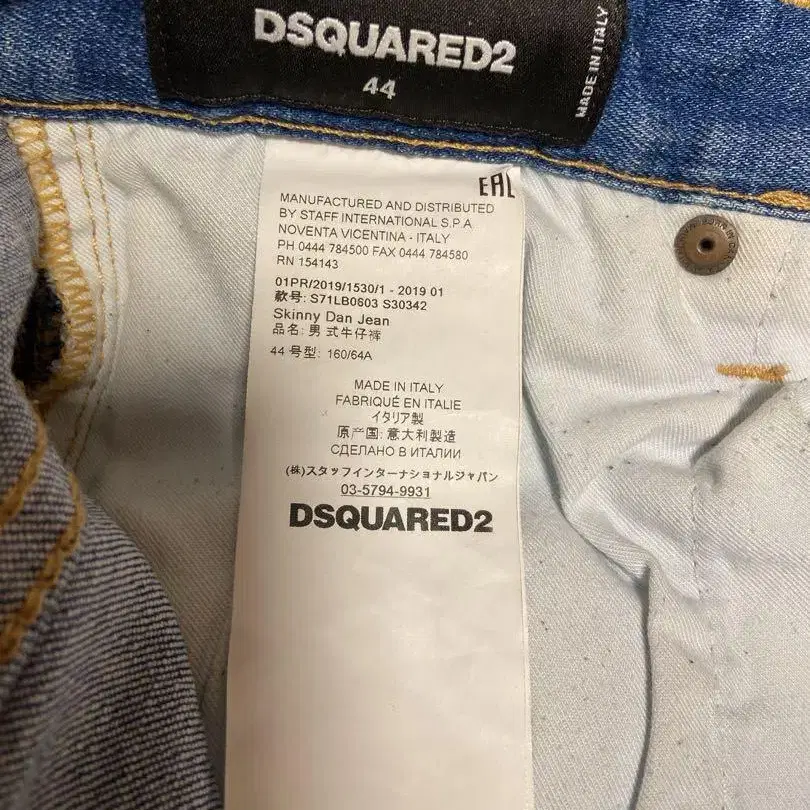 DSQUARED2
44
MADE IN ITALY
EAC
MANUFACTURED AND DISTRIBUTED
BY STAFF INTERNATIONAL S.P.A
NOVENTA VICENTINA - ITALY
PH 0444 784500 FAX 0444 784580
RN 154143
01PR/2019/1530/1 - 2019 01
款号: S71LB0603 S30342
Skinny Dan Jean
品名: 男 式牛仔裤
44 号型: 160/64A
MADE IN ITALY
FABRIQUÉ EN ITALIE
イタリア製
原产国: 意大利製造
СДЕЛАНО В ИТАЛИИ
(株)スタッフインターナショナルジャパン
03-5794-9931
DSQUARED2